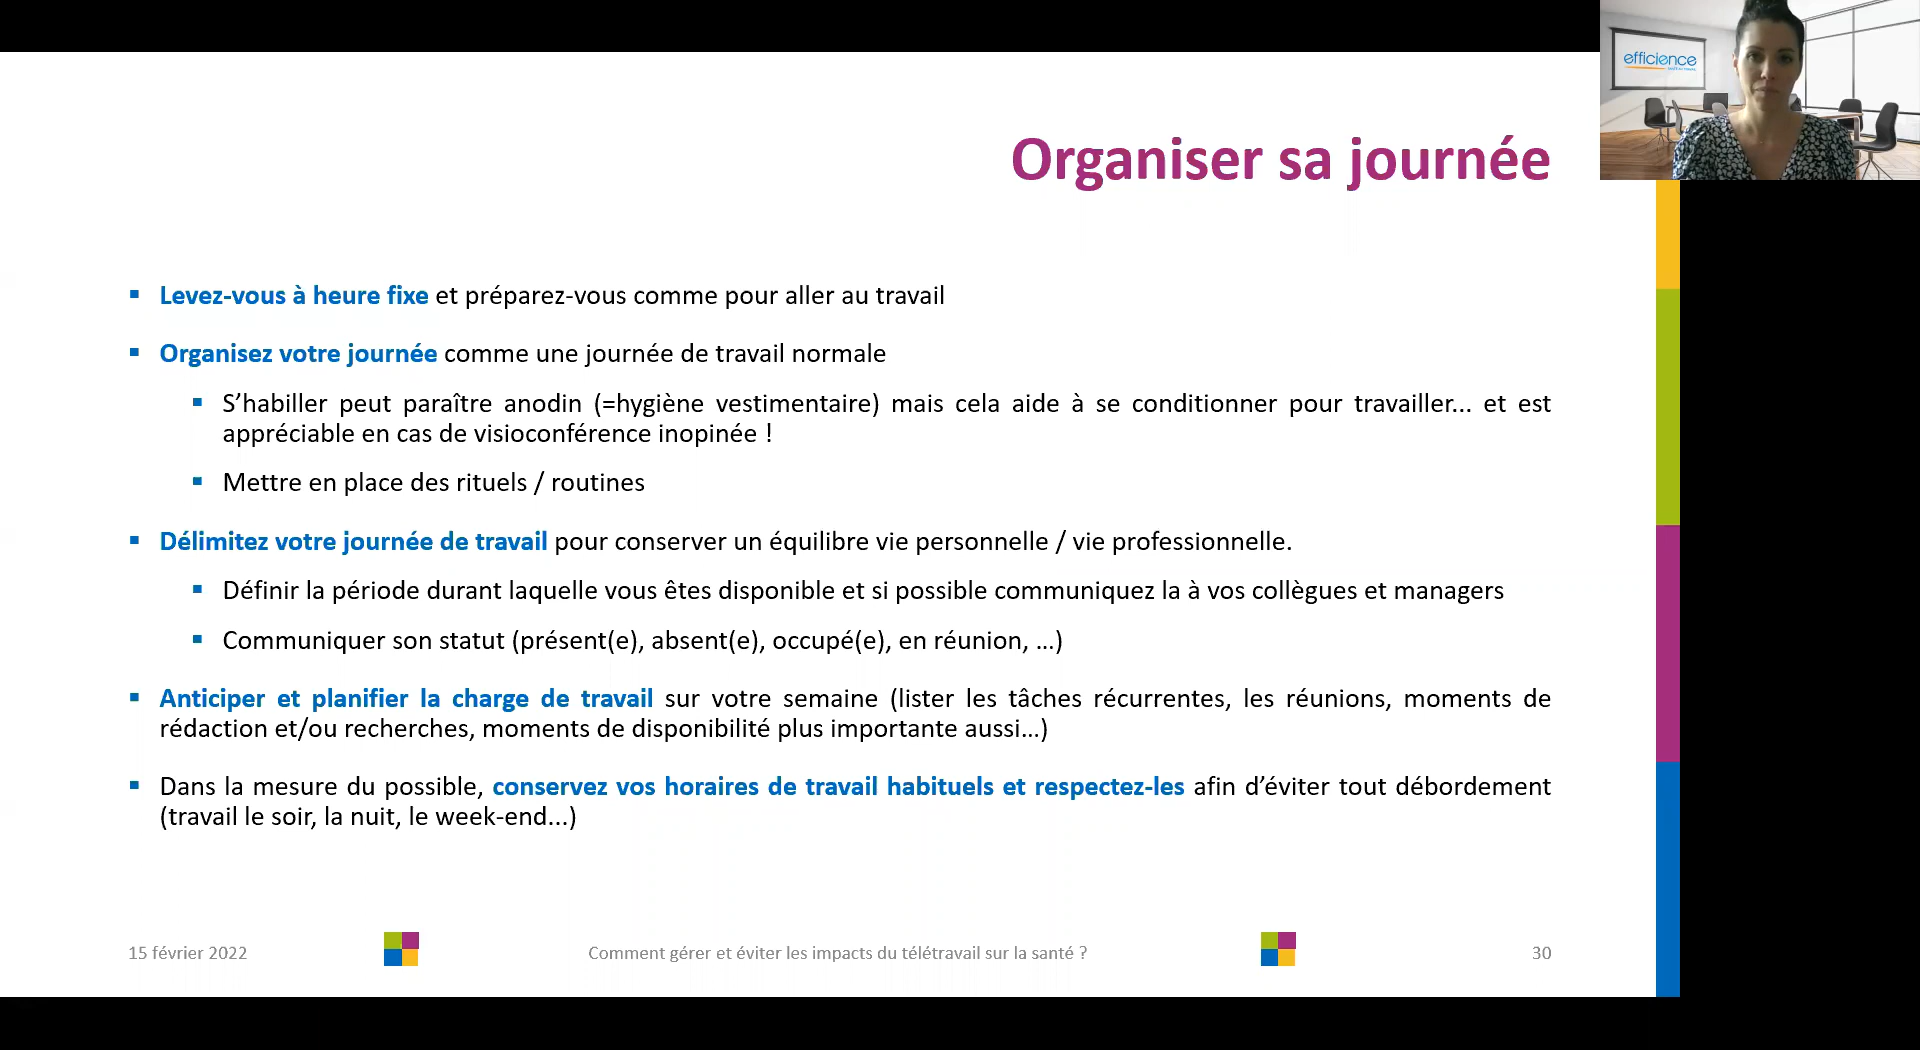 efficience
Organiser sa journée
▪ Levez-vous à heure fixe et préparez-vous comme pour aller au travail
▪ Organisez votre journée comme une journée de travail normale
▪ S’habiller peut paraître anodin (=hygiène vestimentaire) mais cela aide à se conditionner pour travailler... et est
appréciable en cas de visioconférence inopinée !
▪ Mettre en place des rituels / routines
▪ Délimitez votre journée de travail pour conserver un équilibre vie personnelle / vie professionnelle.
▪ Définir la période durant laquelle vous êtes disponible et si possible communiquez la à vos collègues et managers
▪ Communiquer son statut (présent(e), absent(e), occupé(e), en réunion, …)
▪ Anticiper et planifier la charge de travail sur votre semaine (lister les tâches récurrentes, les réunions, moments de
rédaction et/ou recherches, moments de disponibilité plus importante aussi…)
▪ Dans la mesure du possible, conservez vos horaires de travail habituels et respectez-les afin d’éviter tout débordement
(travail le soir, la nuit, le week-end...)
15 février 2022
Comment gérer et éviter les impacts du télétravail sur la santé ?
30